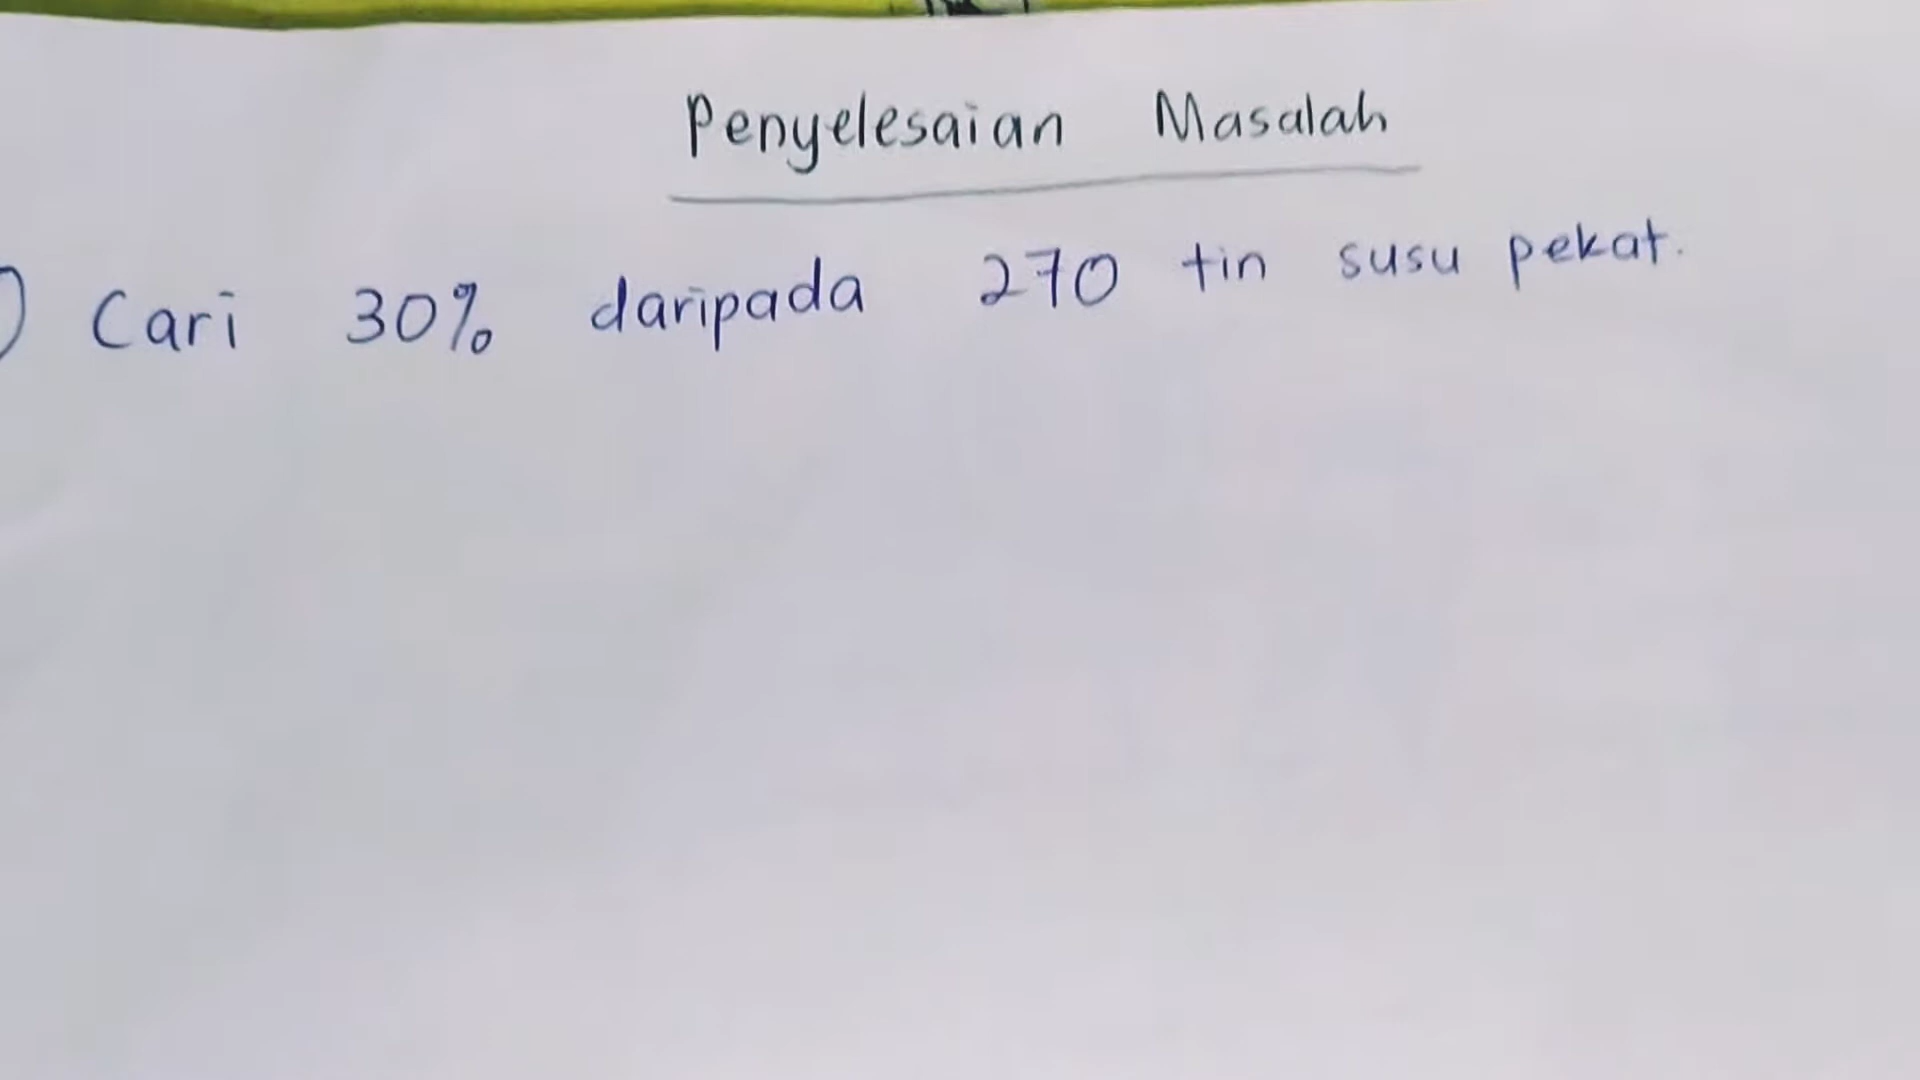 Penyelesaian Masalah
) Cari 30% daripada 270 tin susu pekat.